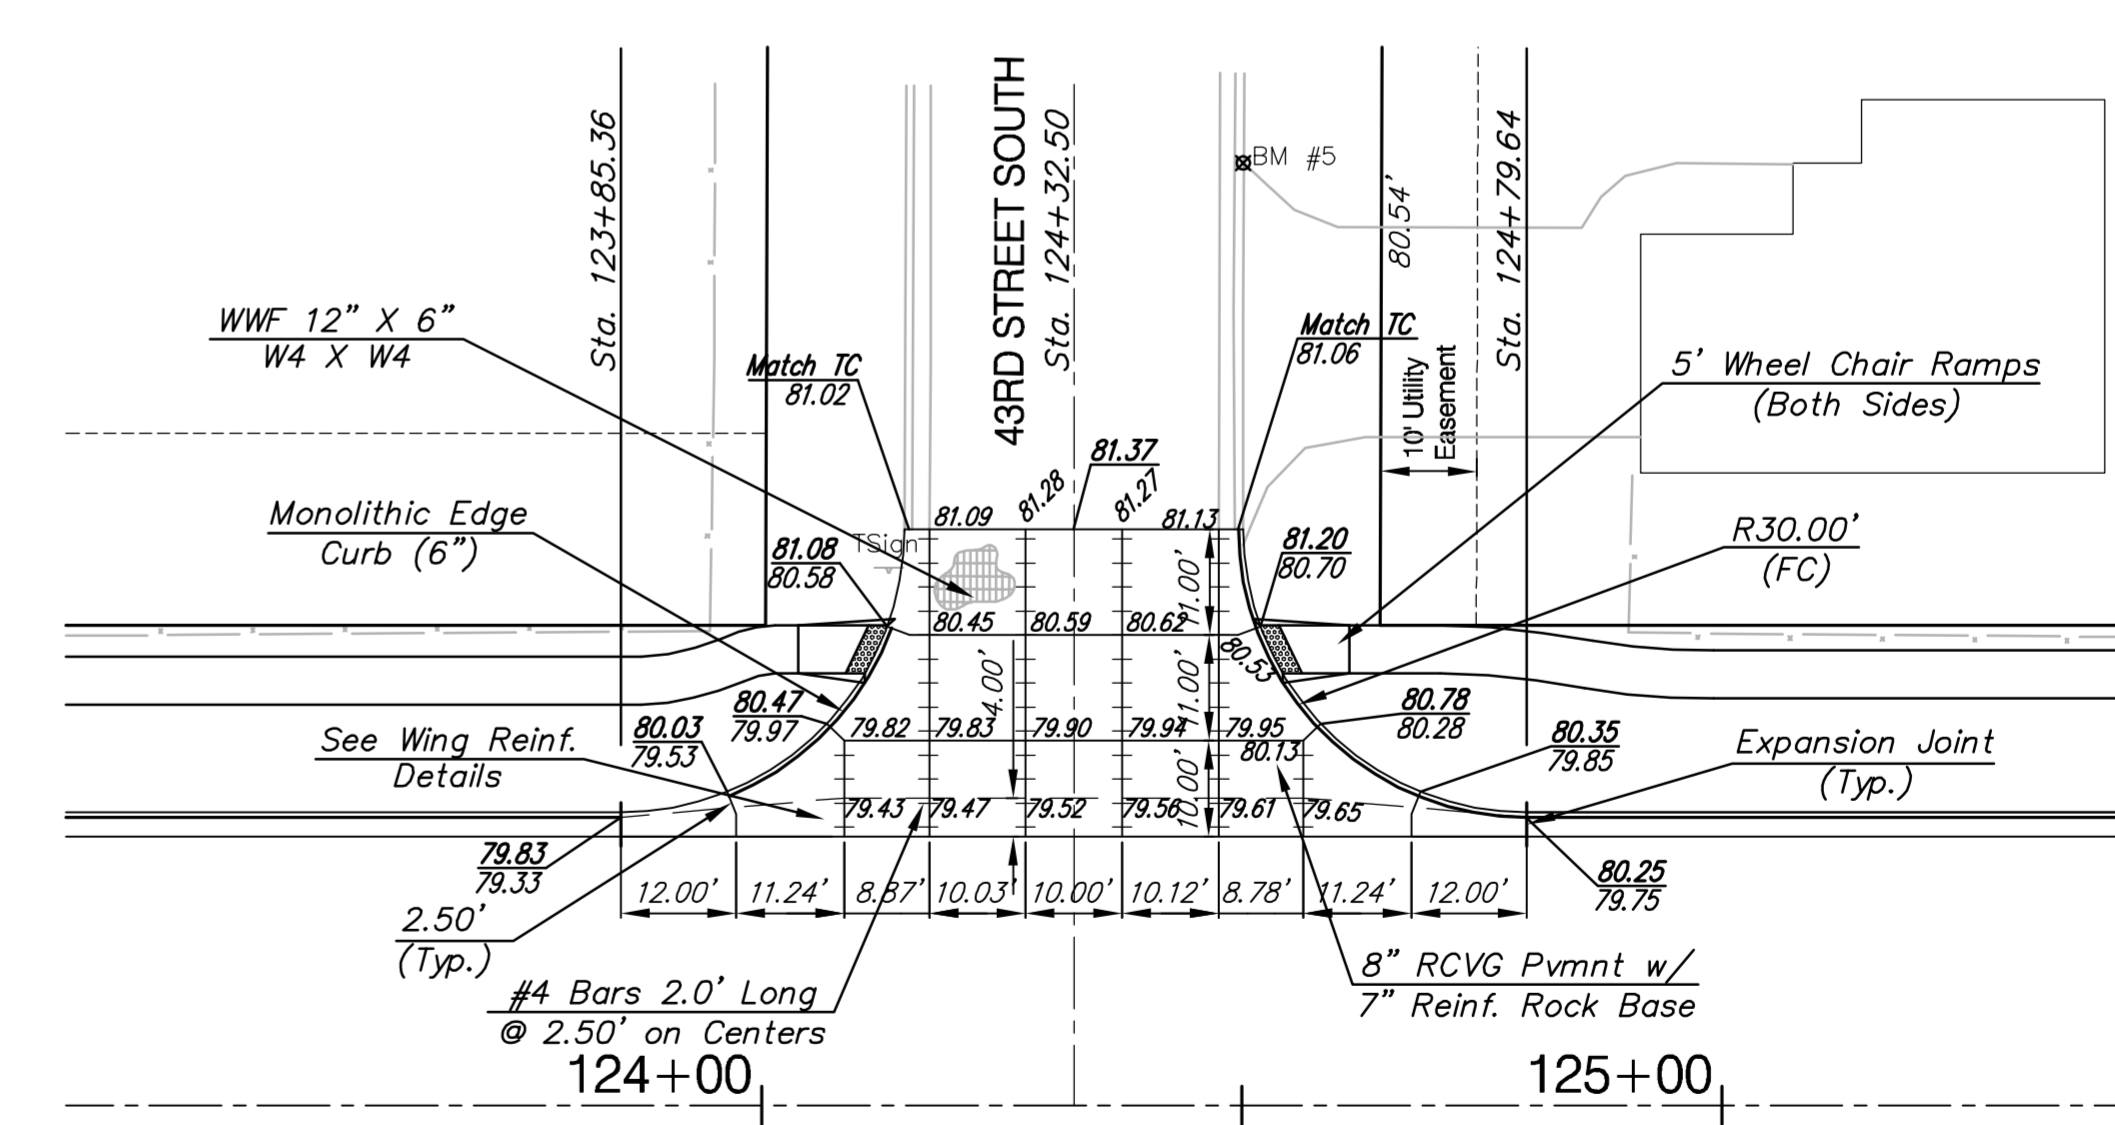 Sta. 123+85.36
43RD STREET SOUTH
Sta. 124+32.50
BM #5
80.54'
Sta. 124+79.64
WWF 12" X 6"
W4 X W4
Match TC
81.02
Match TC
81.06
10' Utility
Easement
5' Wheel Chair Ramps
(Both Sides)
81.37
81.09
81.28
81.27
81.13
Monolithic Edge
Curb (6")
TSign
81.08
80.58
81.20
80.70
R30.00'
(FC)
11.00'
80.45
80.59
80.62
80.53
4.00'
11.00'
80.47
79.97
80.78
80.28
80.03
79.53
79.82
79.83
79.90
79.94
79.95
80.13
80.35
79.85
See Wing Reinf.
Details
Expansion Joint
(Typ.)
79.43
79.47
79.52
79.56
10.00'
79.61
79.65
79.83
79.33
80.25
79.75
12.00'
11.24'
8.87'
10.03'
10.00'
10.12'
8.78'
11.24'
12.00'
2.50'
(Typ.)
#4 Bars 2.0' Long
@ 2.50' on Centers
8" RCVG Pvmnt w/
7" Reinf. Rock Base
124+00
125+00